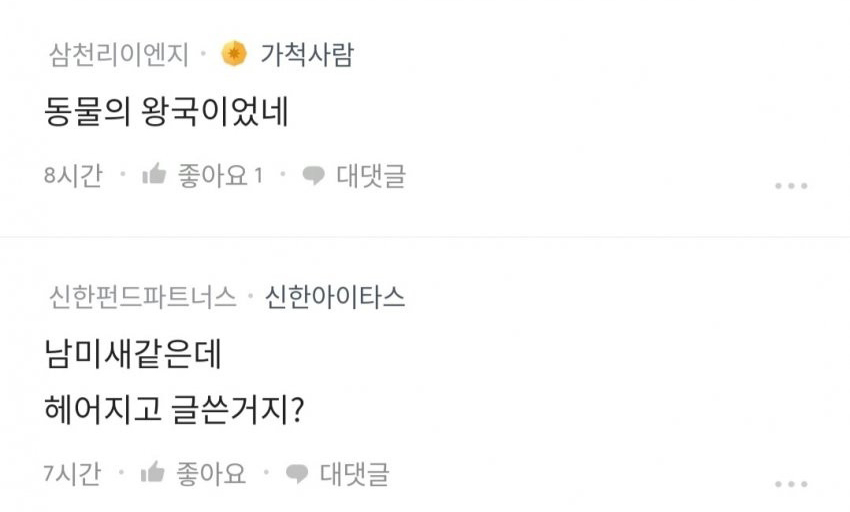 삼천리이엔지 · 가척사람
동물의 왕국이었네
8시간 · 좋아요 1 · 대댓글
신한펀드파트너스 · 신한아이타스
남미새같은데
헤어지고 글쓴거지?
7시간 · 좋아요 · 대댓글